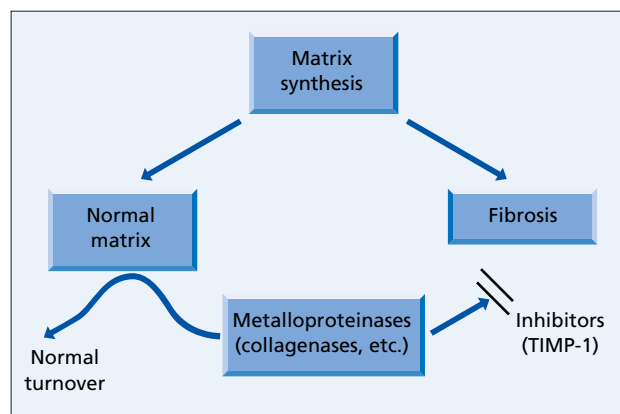 Matrix
synthesis
Normal
matrix
Fibrosis
Metalloproteinases
(collagenases, etc.)
Inhibitors
(TIMP-1)
Normal
turnover